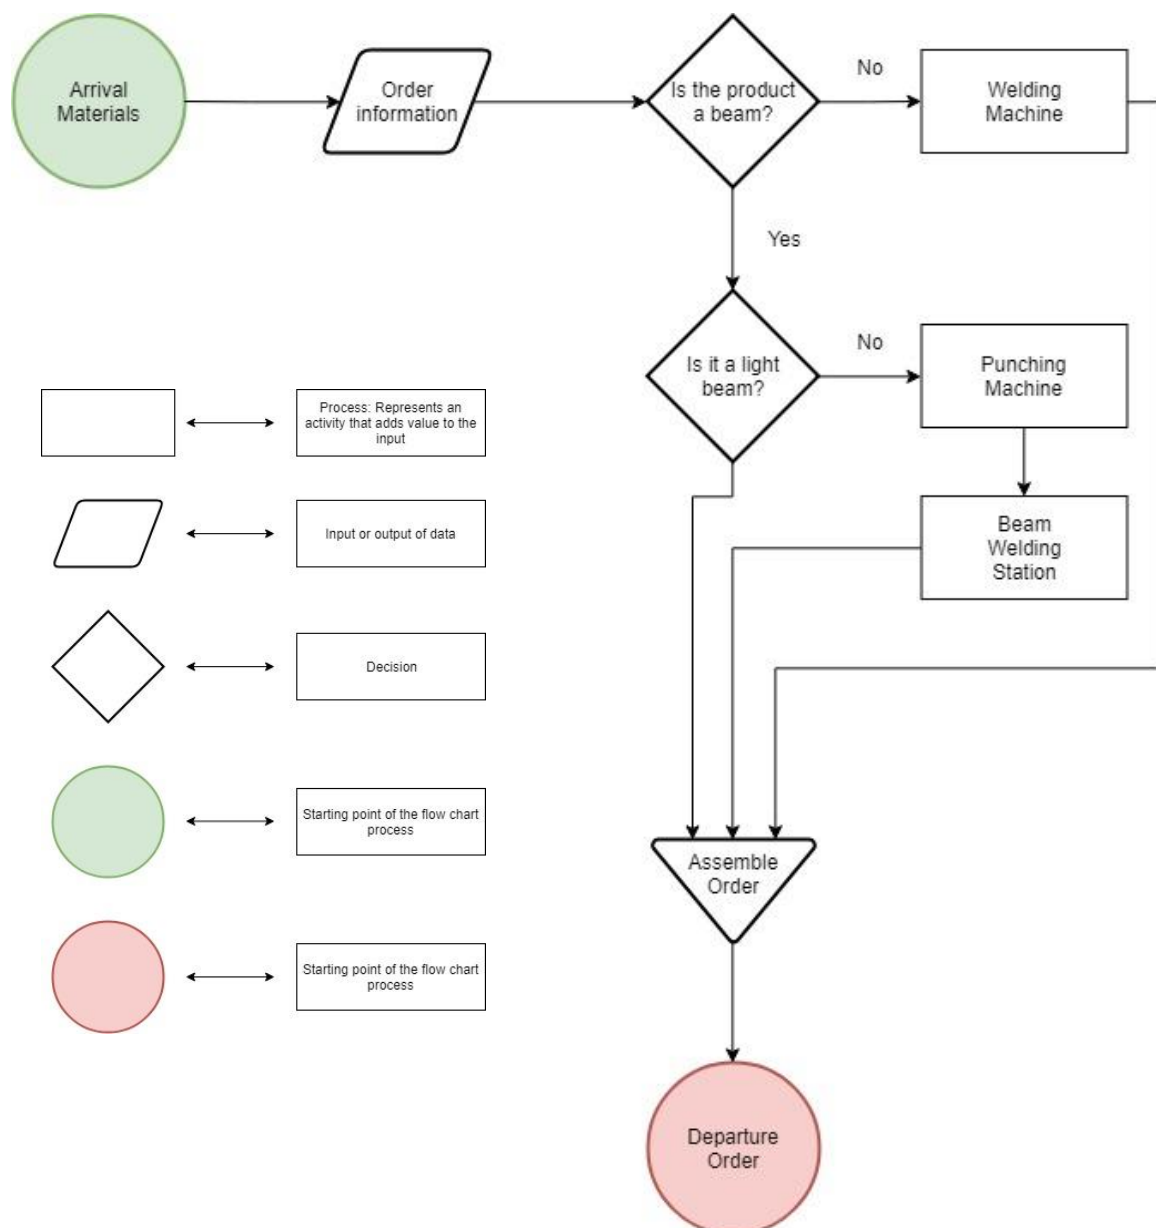 Arrival
Materials
Order
information
Is the product
a beam?
No
Welding
Machine
Yes
Is it a light
beam?
No
Punching
Machine
Beam
Welding
Station
Process: Represents an
activity that adds value to the
input
Input or output of data
Decision
Starting point of the flow chart
process
Starting point of the flow chart
process
Assemble
Order
Departure
Order